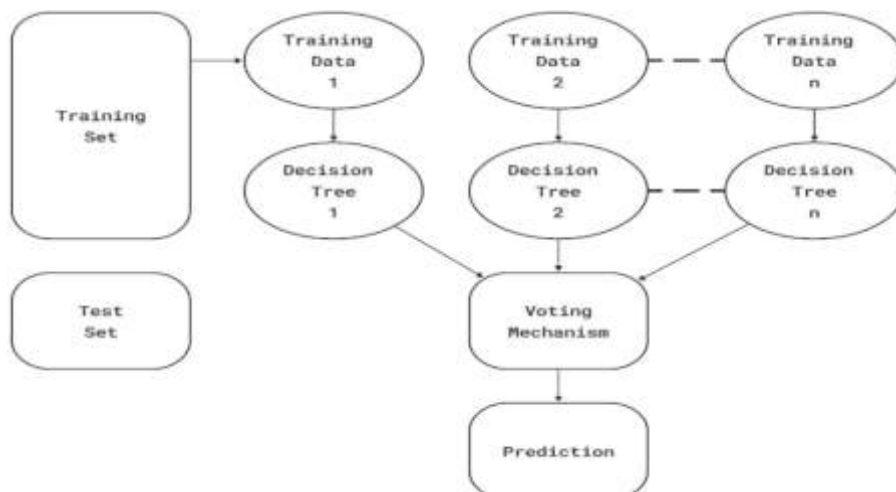 Training
Set
Training
Data
1
Training
Data
2
Training
Data
n
Decision
Tree
1
Decision
Tree
2
Decision
Tree
n
Test
Set
Voting
Mechanism
Prediction